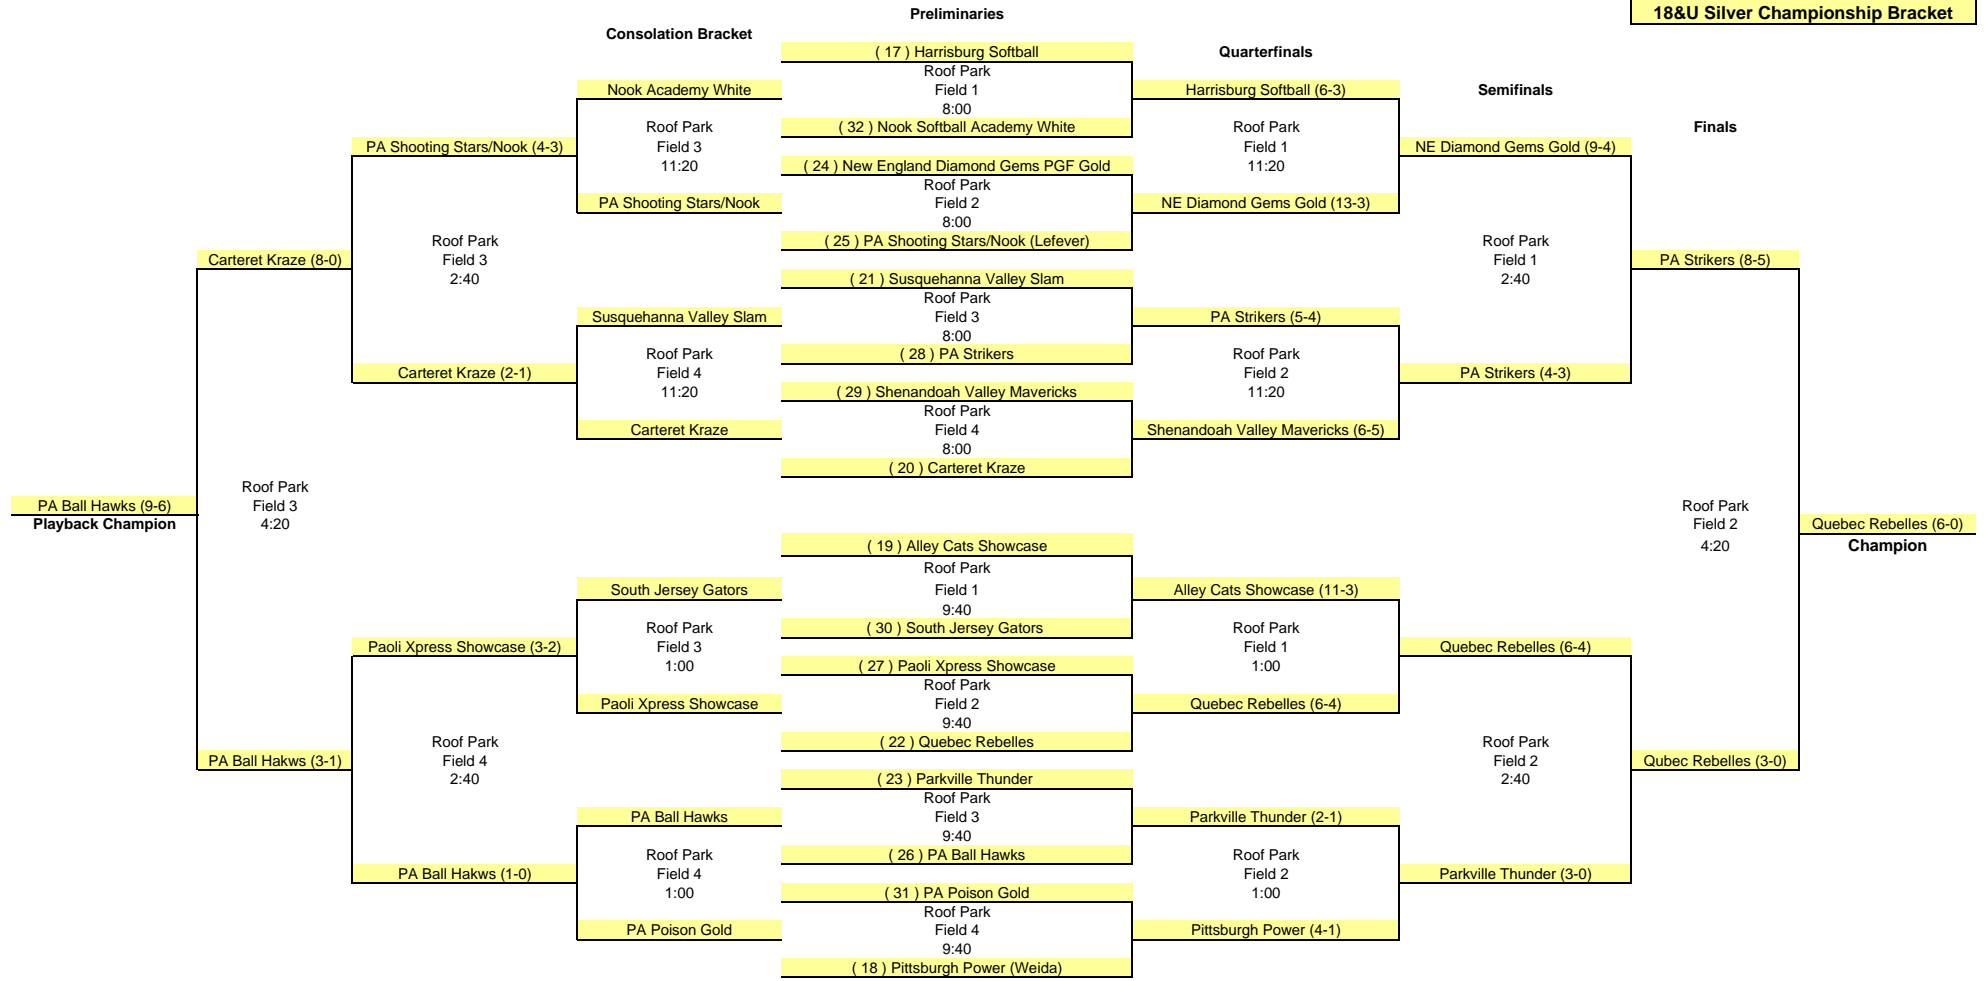 18&U Silver Championship Bracket
Preliminaries
Consolation Bracket
Quarterfinals
Semifinals
Finals
( 17 ) Harrisburg Softball
Roof Park
Field 1
8:00
( 32 ) Nook Softball Academy White
( 24 ) New England Diamond Gems PGF Gold
Roof Park
Field 2
8:00
( 25 ) PA Shooting Stars/Nook (Lefever)
( 21 ) Susquehanna Valley Slam
Roof Park
Field 3
8:00
( 28 ) PA Strikers
( 29 ) Shenandoah Valley Mavericks
Roof Park
Field 4
8:00
( 20 ) Carteret Kraze
( 19 ) Alley Cats Showcase
Roof Park
Field 1
9:40
( 30 ) South Jersey Gators
( 27 ) Paoli Xpress Showcase
Roof Park
Field 2
9:40
( 22 ) Quebec Rebelles
( 23 ) Parkville Thunder
Roof Park
Field 3
9:40
( 26 ) PA Ball Hawks
( 31 ) PA Poison Gold
Roof Park
Field 4
9:40
( 18 ) Pittsburgh Power (Weida)
Nook Academy White
Roof Park
Field 3
11:20
PA Shooting Stars/Nook
Susquehanna Valley Slam
Roof Park
Field 4
11:20
Carteret Kraze
South Jersey Gators
Roof Park
Field 3
1:00
Paoli Xpress Showcase
PA Ball Hawks
Roof Park
Field 4
1:00
PA Poison Gold
PA Shooting Stars/Nook (4-3)
Roof Park
Field 3
2:40
Carteret Kraze (2-1)
Paoli Xpress Showcase (3-2)
Roof Park
Field 4
2:40
PA Ball Hakws (1-0)
Carteret Kraze (8-0)
Roof Park
Field 3
4:20
PA Ball Hakws (3-1)
PA Ball Hawks (9-6)
Playback Champion
Harrisburg Softball (6-3)
Roof Park
Field 1
11:20
NE Diamond Gems Gold (13-3)
PA Strikers (5-4)
Roof Park
Field 2
11:20
Shenandoah Valley Mavericks (6-5)
Alley Cats Showcase (11-3)
Roof Park
Field 1
1:00
Quebec Rebelles (6-4)
Parkville Thunder (2-1)
Roof Park
Field 2
1:00
Pittsburgh Power (4-1)
NE Diamond Gems Gold (9-4)
Roof Park
Field 1
2:40
PA Strikers (4-3)
Quebec Rebelles (6-4)
Roof Park
Field 2
2:40
Parkville Thunder (3-0)
PA Strikers (8-5)
Roof Park
Field 2
4:20
Qubec Rebelles (3-0)
Quebec Rebelles (6-0)
Champion